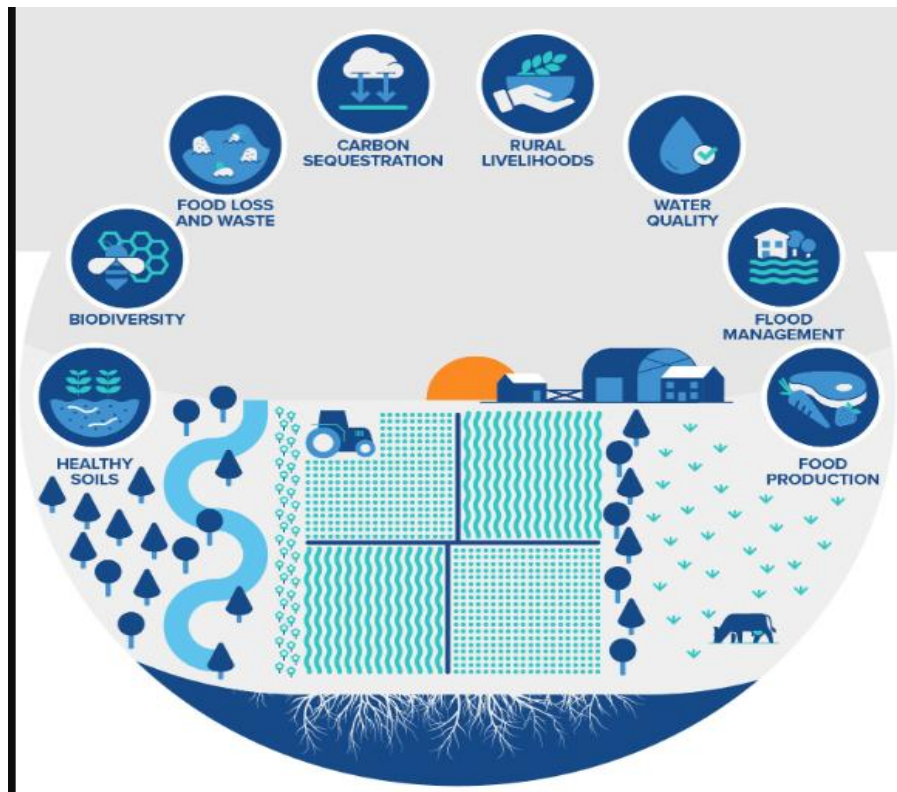 CARBON
SEQUESTRATION
RURAL
LIVELIHOODS
FOOD LOSS
AND WASTE
WATER
QUALITY
BIODIVERSITY
FLOOD
MANAGEMENT
HEALTHY
SOILS
FOOD
PRODUCTION